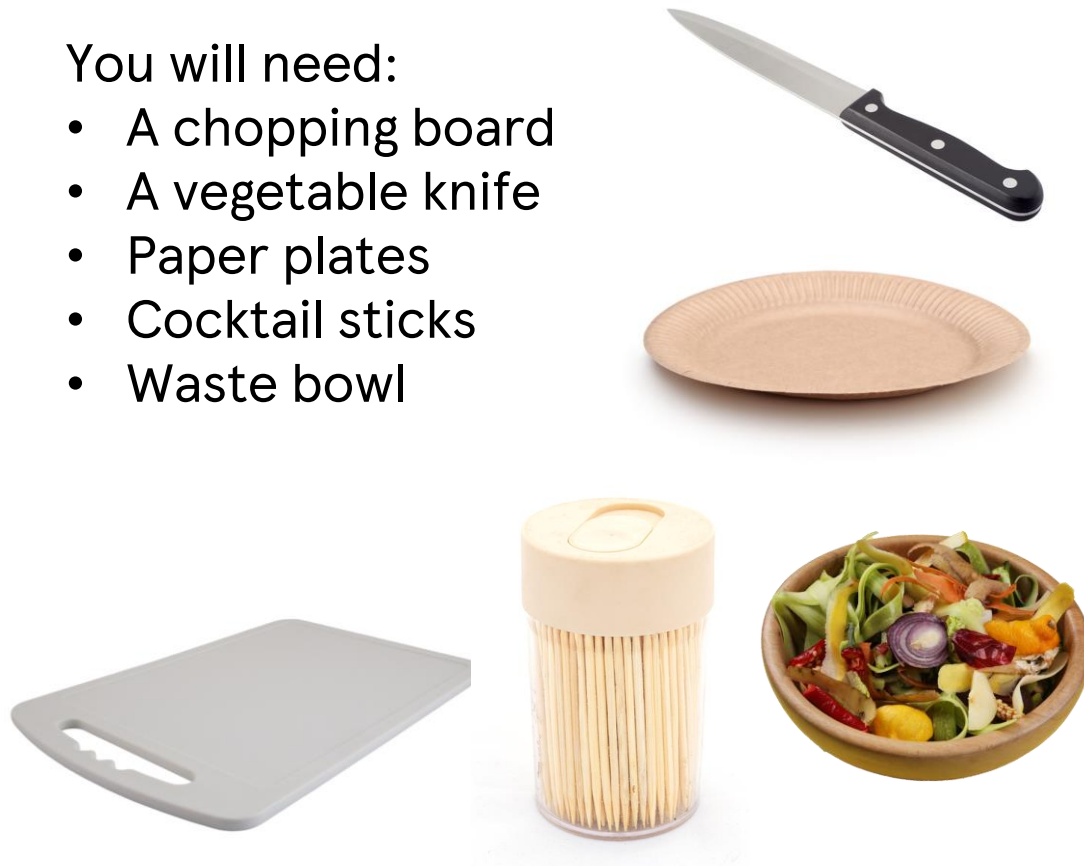 You will need:
• A chopping board
• A vegetable knife
• Paper plates
• Cocktail sticks
• Waste bowl